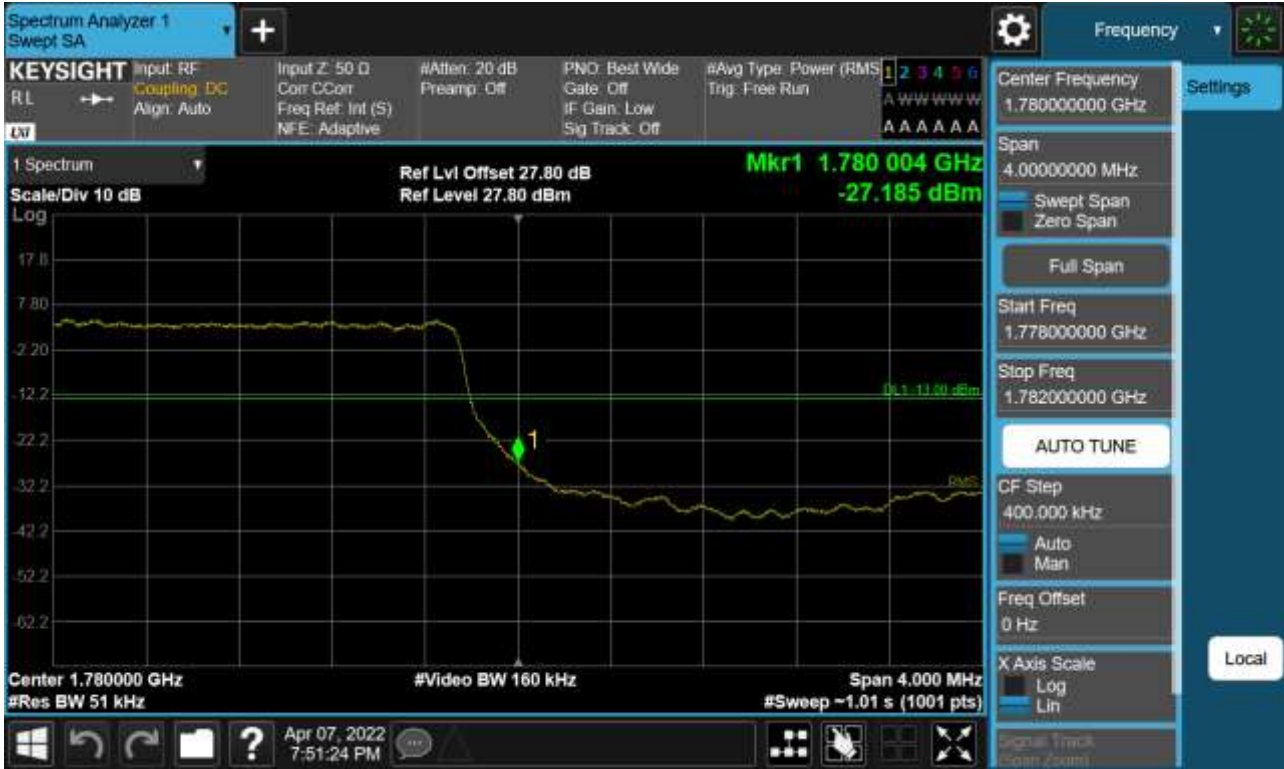 Spectrum Analyzer 1
Swept SA
+
Frequency
KEYSIGHT
RL
LXI
Input: RF
Coupling: DC
Align: Auto
Input Z: 50 Ω
Corr CCorr
Freq Ref: Int (S)
NFE: Adaptive
#Atten: 20 dB
Preamp: Off
PNO: Best Wide
Gate: Off
IF Gain: Low
Sig Track: Off
#Avg Type: Power (RMS
Trig: Free Run
1 2 3 4 5 6
A W W W W W
A A A A A A
1 Spectrum
Scale/Div 10 dB
Ref Lvl Offset 27.80 dB
Ref Level 27.80 dBm
Mkr1 1.780 004 GHz
-27.185 dBm
Log
17.8
7.80
-2.20
-12.2
-22.2
-32.2
-42.2
-52.2
-62.2
DL1 -13.00 dBm
1
RMS
Center 1.780000 GHz
#Video BW 160 kHz
Span 4.000 MHz
#Res BW 51 kHz
#Sweep ~1.01 s (1001 pts)
Center Frequency
1.780000000 GHz
Settings
Span
4.00000000 MHz
Swept Span
Zero Span
Full Span
Start Freq
1.778000000 GHz
Stop Freq
1.782000000 GHz
AUTO TUNE
CF Step
400.000 kHz
Auto
Man
Freq Offset
0 Hz
X Axis Scale
Log
Lin
Local
Signal Track
(Span Zoom)
?
Apr 07, 2022
7:51:24 PM